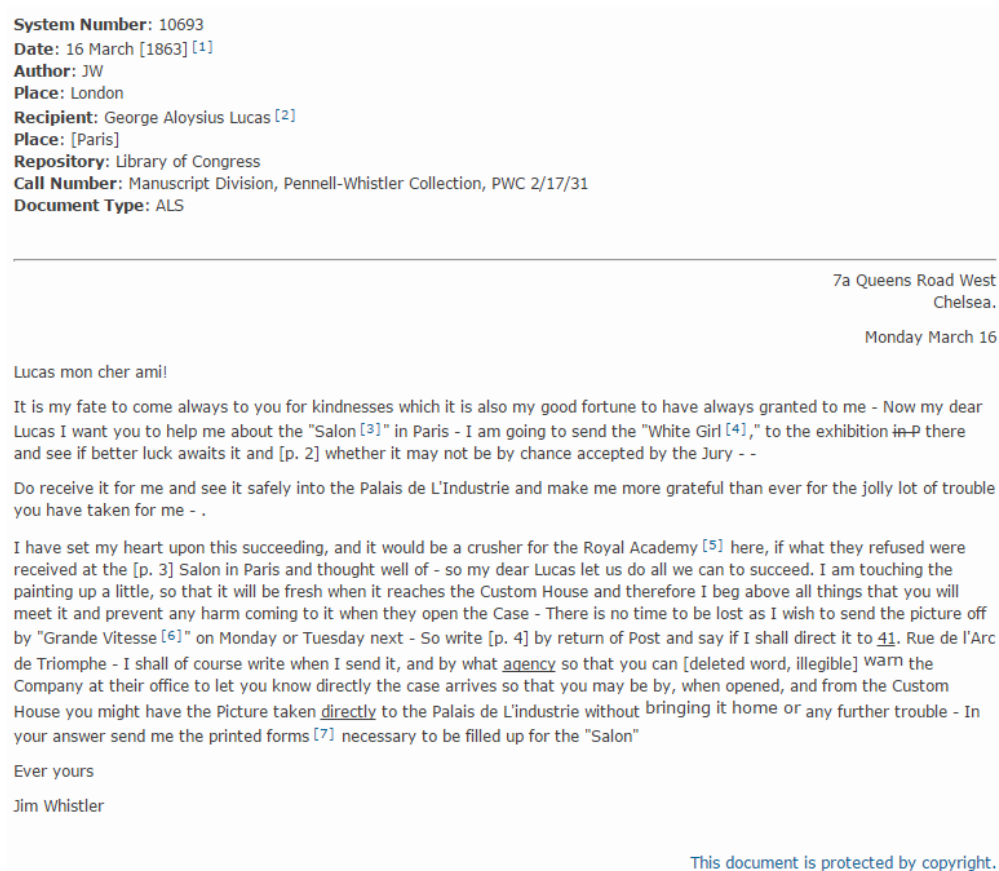 System Number: 10693
Date: 16 March [1863] [1]
Author: JW
Place: London
Recipient: George Aloysius Lucas [2]
Place: [Paris]
Repository: Library of Congress
Call Number: Manuscript Division, Pennell-Whistler Collection, PWC 2/17/31
Document Type: ALS
7a Queens Road West
Chelsea.
Monday March 16
Lucas mon cher ami!
It is my fate to come always to you for kindnesses which it is also my good fortune to have always granted to me - Now my dear
Lucas I want you to help me about the "Salon [3]" in Paris - I am going to send the "White Girl [4]," to the exhibition in P there
and see if better luck awaits it and [p. 2] whether it may not be by chance accepted by the Jury - -
Do receive it for me and see it safely into the Palais de L'Industrie and make me more grateful than ever for the jolly lot of trouble
you have taken for me - .
I have set my heart upon this succeeding, and it would be a crusher for the Royal Academy [5] here, if what they refused were
received at the [p. 3] Salon in Paris and thought well of - so my dear Lucas let us do all we can to succeed. I am touching the
painting up a little, so that it will be fresh when it reaches the Custom House and therefore I beg above all things that you will
meet it and prevent any harm coming to it when they open the Case - There is no time to be lost as I wish to send the picture off
by "Grande Vitesse [6]" on Monday or Tuesday next - So write [p. 4] by return of Post and say if I shall direct it to 41. Rue de l'Arc
de Triomphe - I shall of course write when I send it, and by what agency so that you can [deleted word, illegible] warn the
Company at their office to let you know directly the case arrives so that you may be by, when opened, and from the Custom
House you might have the Picture taken directly to the Palais de L'industrie without bringing it home or any further trouble - In
your answer send me the printed forms [7] necessary to be filled up for the "Salon"
Ever yours
Jim Whistler
This document is protected by copyright.